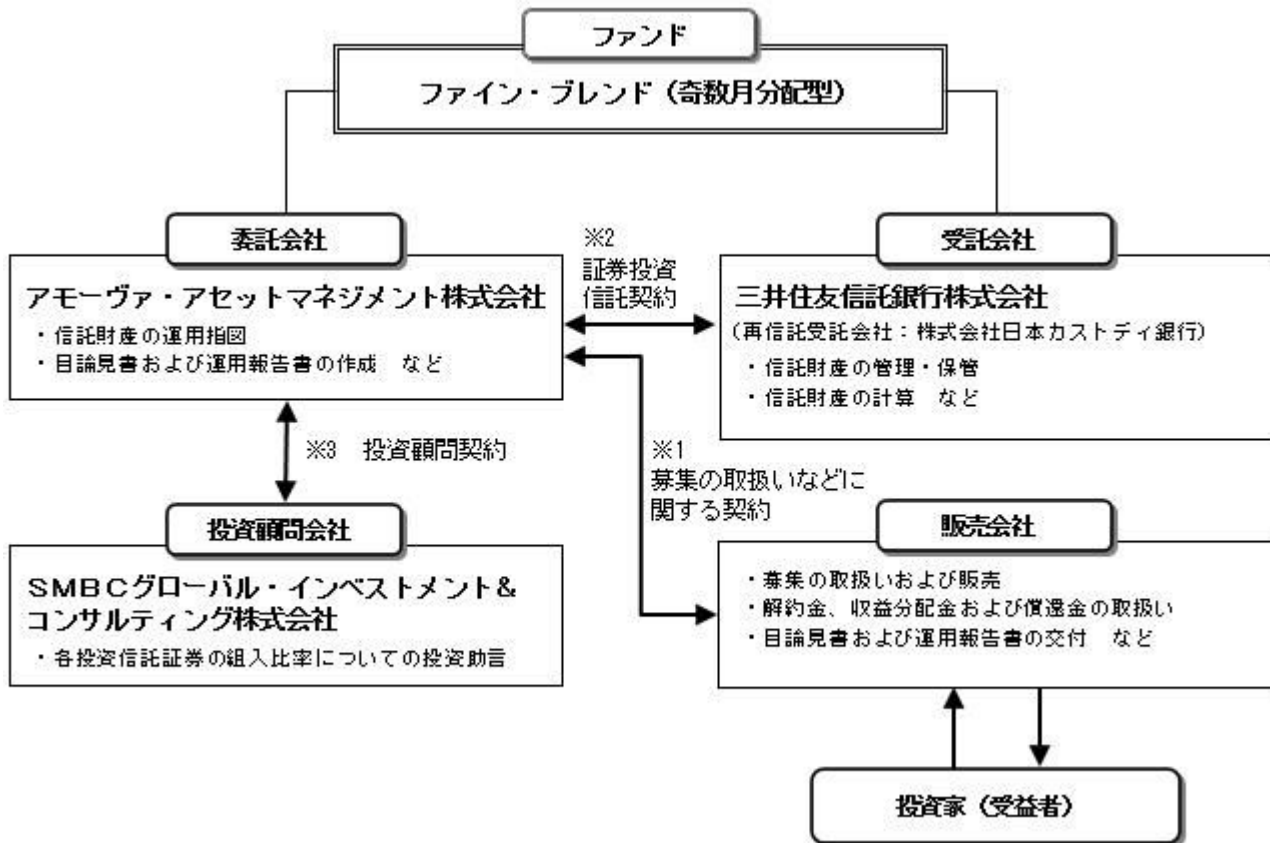 ファンド
ファイン・ブレンド（奇数月分配型）
委託会社
アモーヴァ・アセットマネジメント株式会社
・信託財産の運用指図
・目論見書および運用報告書の作成　など
※2
証券投資
信託契約
受託会社
三井住友信託銀行株式会社
（再信託受託会社：株式会社日本カストディ銀行）
・信託財産の管理・保管
・信託財産の計算　など
※3　投資顧問契約
※1
募集の取扱いなどに
関する契約
投資顧問会社
ＳＭＢＣグローバル・インベストメント＆
コンサルティング株式会社
・各投資信託証券の組入比率についての投資助言
販売会社
・募集の取扱いおよび販売
・解約金、収益分配金および償還金の取扱い
・目論見書および運用報告書の交付　など
投資家（受益者）